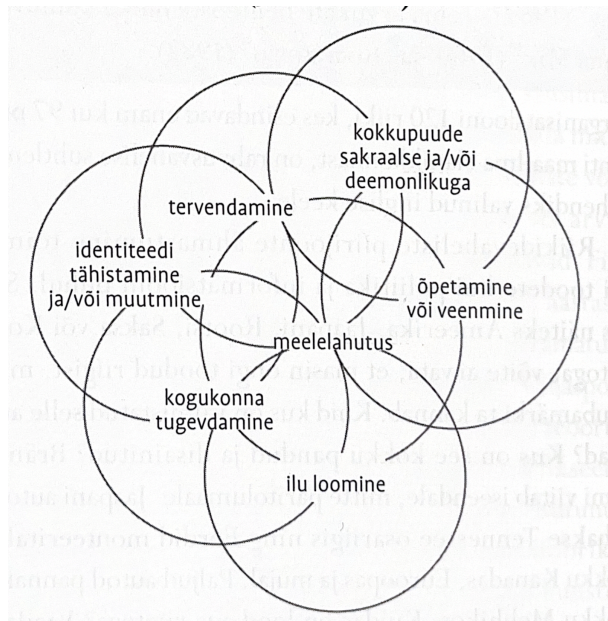 kokkupuude
sakraalse ja/või
deemonlikuga
tervendamine
identiteedi
tähistamine
ja/või muutmine
õpetamine
või veenmine
meelelahutus
kogukonna
tugevdamine
ilu loomine